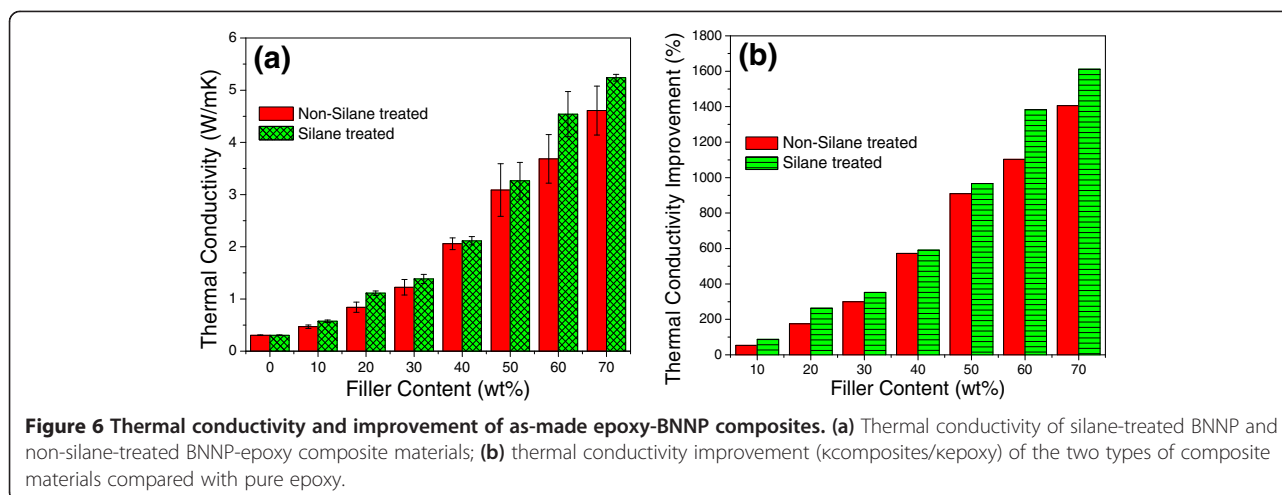 (a)
Thermal Conductivity (W/mK)
6
5
4
3
2
1
0
Non-Silane treated
Silane treated
0 10 20 30 40 50 60 70
Filler Content (wt%)
(b)
Thermal Conductivity Improvement (%)
1800
1600
1400
1200
1000
800
600
400
200
0
Non-Silane treated
Silane treated
10 20 30 40 50 60 70
Filler Content (wt%)
Figure 6 Thermal conductivity and improvement of as-made epoxy-BNNP composites. (a) Thermal conductivity of silane-treated BNNP and
non-silane-treated BNNP-epoxy composite materials; (b) thermal conductivity improvement (κcomposites/κepoxy) of the two types of composite
materials compared with pure epoxy.